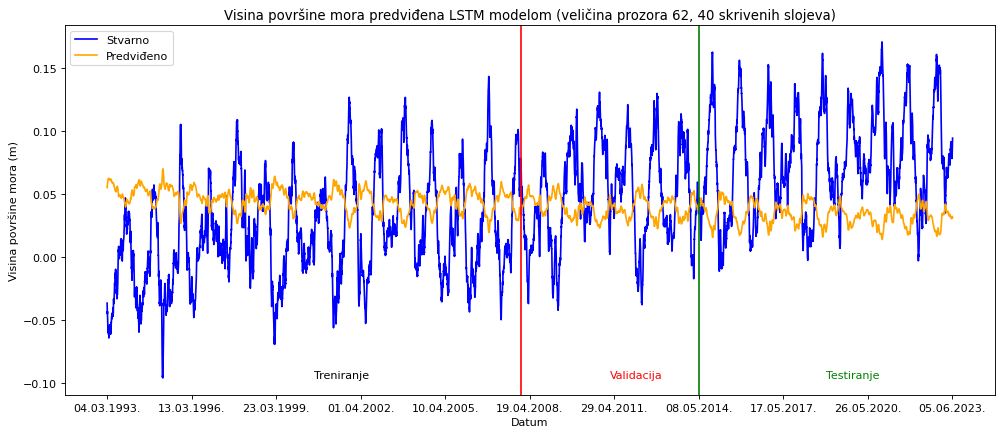 Visina površine mora predviđena LSTM modelom (veličina prozora 62, 40 skrivenih slojeva)
Stvarno
Predviđeno
Visina površine mora (m)
0.15
0.10
0.05
0.00
−0.05
−0.10
Treniranje
Validacija
Testiranje
04.03.1993.
13.03.1996.
23.03.1999.
01.04.2002.
10.04.2005.
19.04.2008.
29.04.2011.
08.05.2014.
17.05.2017.
26.05.2020.
05.06.2023.
Datum